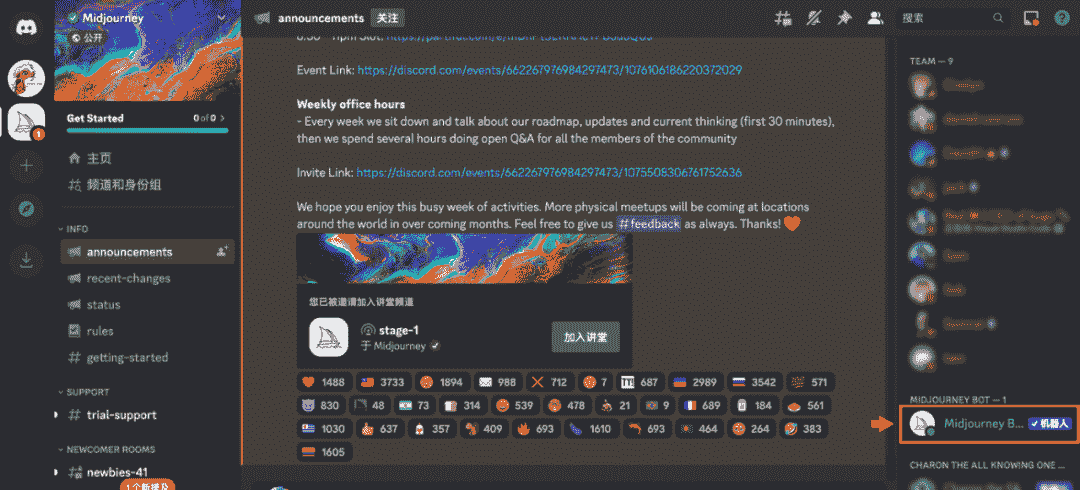 Midjourney
公开
Get Started
0 of 0
主页
频道和身份组
INFO
announcements
recent-changes
status
rules
getting-started
SUPPORT
trial-support
NEWCOMER ROOMS
newbies-41
1个新提及
1
announcements
关注
搜索
Event Link: https://discord.com/events/662267976984297473/1076106186220372029
Weekly office hours
- Every week we sit down and talk about our roadmap, updates and current thinking (first 30 minutes),
then we spend several hours doing open Q&A for all the members of the community
Invite Link: https://discord.com/events/662267976984297473/1075508306761752636
We hope you enjoy this busy week of activities. More physical meetups will be coming at locations
around the world in over coming months. Feel free to give us #feedback as always. Thanks!
您已被邀请加入讲堂频道
stage-1
于 Midjourney
加入讲堂
1488 3733 1894 988 712 7 687 2989 3542 571
830 48 73 314 539 478 21 9 689 184 561
1030 637 357 409 693 1610 693 464 264 383
1605
TEAM — 9
MIDJOURNEY BOT — 1
Midjourney B...
机器人
CHARON THE ALL KNOWING ONE ...